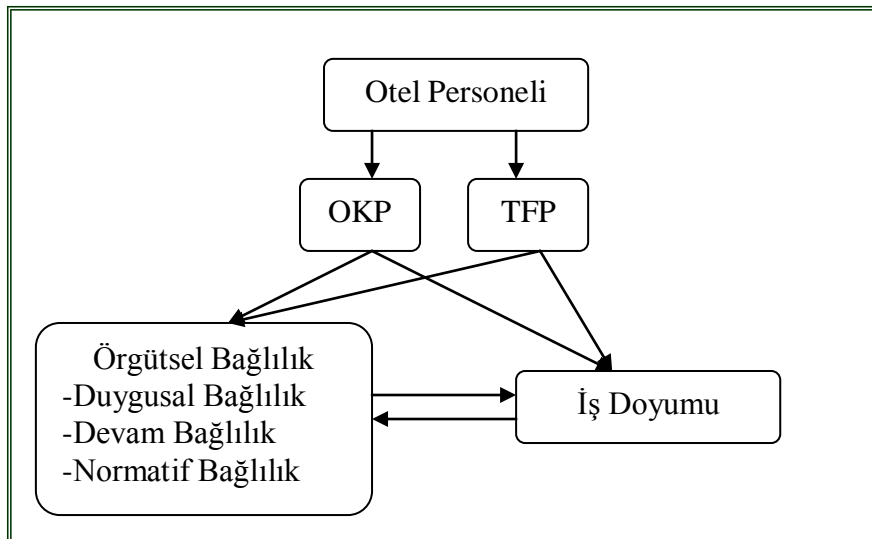 Otel Personeli
OKP
TFP
Örgütsel Bağlılık
-Duygusal Bağlılık
-Devam Bağlılık
-Normatif Bağlılık
İş Doyumu